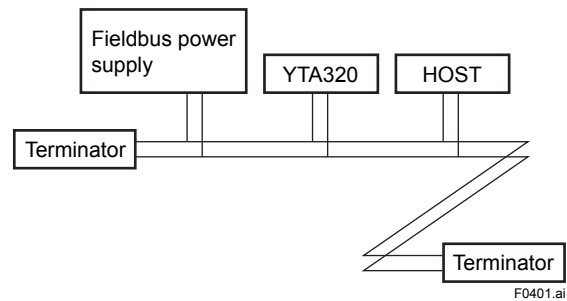 Fieldbus power
supply
YTA320
HOST
Terminator
Terminator
F0401.ai